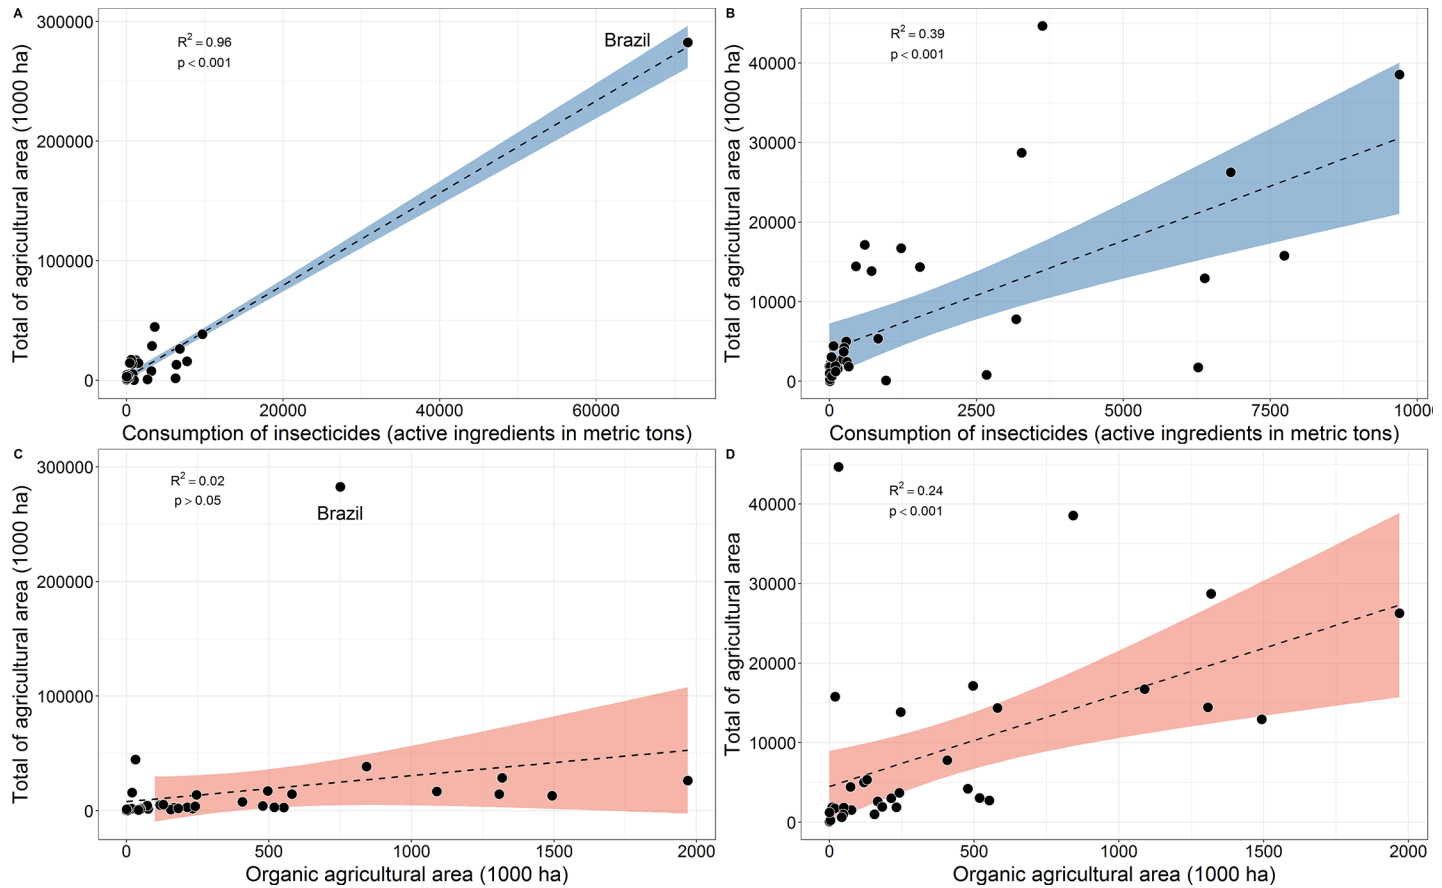 A
R² = 0.96
p < 0.001
Brazil
Total of agricultural area (1000 ha)
300000
200000
100000
0
0 20000 40000 60000
Consumption of insecticides (active ingredients in metric tons)
B
R² = 0.39
p < 0.001
Total of agricultural area (1000 ha)
40000
30000
20000
10000
0
0 2500 5000 7500 1000
Consumption of insecticides (active ingredients in metric tons)
C
R² = 0.02
p > 0.05
Brazil
Total of agricultural area (1000 ha)
300000
200000
100000
0
0 500 1000 1500 2000
Organic agricultural area (1000 ha)
D
R² = 0.24
p < 0.001
Total of agricultural area
40000
30000
20000
10000
0
0 500 1000 1500 2000
Organic agricultural area (1000 ha)